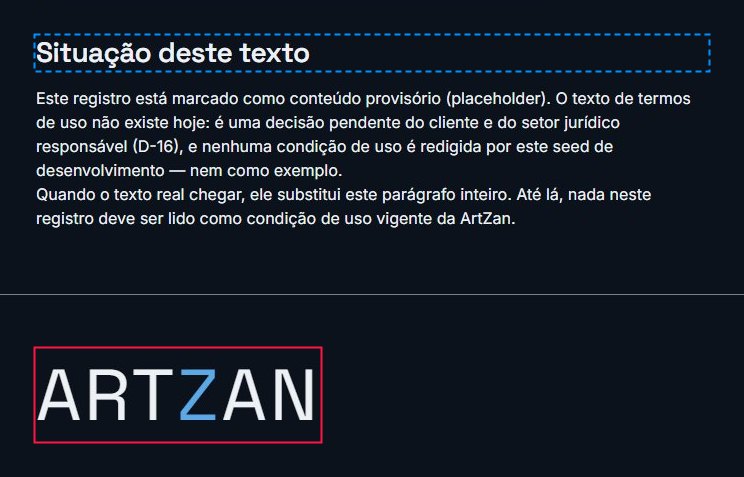 Situação deste texto
Este registro está marcado como conteúdo provisório (placeholder). O texto de termos
de uso não existe hoje: é uma decisão pendente do cliente e do setor jurídico
responsável (D-16), e nenhuma condição de uso é redigida por este seed de
desenvolvimento — nem como exemplo.
Quando o texto real chegar, ele substitui este parágrafo inteiro. Até lá, nada neste
registro deve ser lido como condição de uso vigente da ArtZan.
ARTZAN